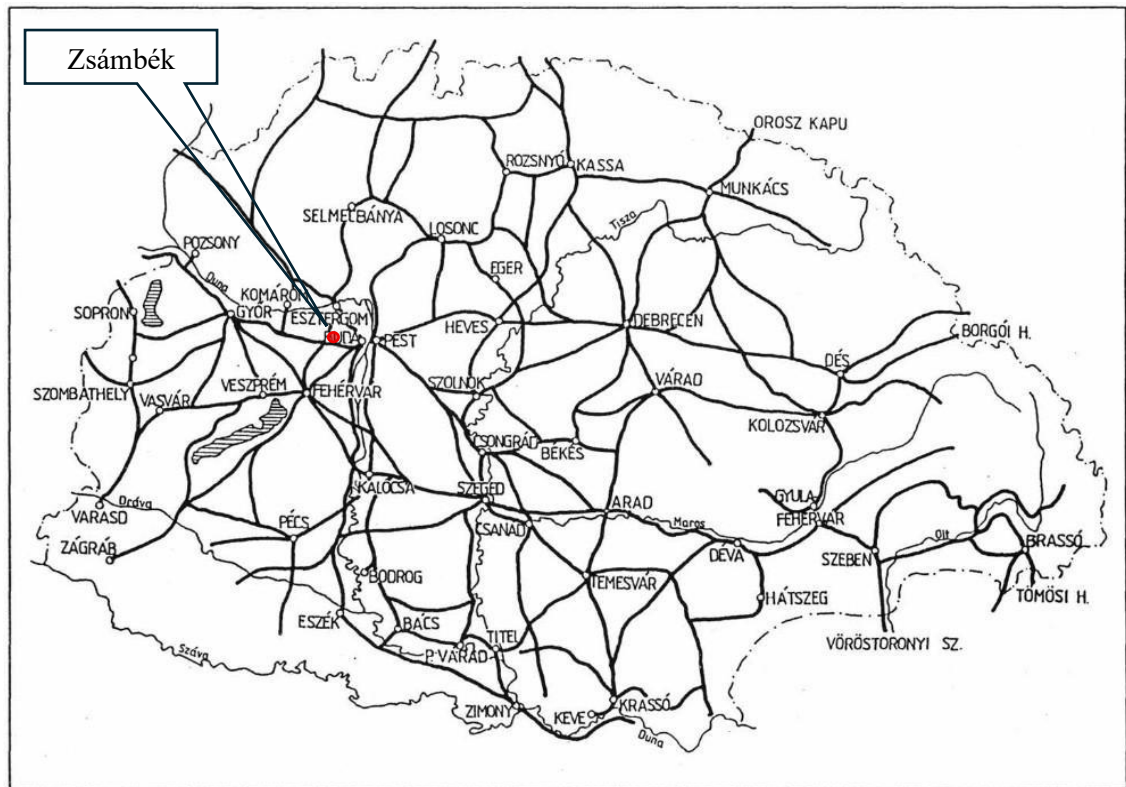 Zsámbék
OROSZ KAPU
ROZSNYÓ
KASSA
MUNKÁCS
SELMECBÁNYA
LOSONC
Tisza
POZSONY
Duna
EGER
KOMÁROM
SOPRON
GYŐR
ESZTERGOM
HEVES
DEBRECEN
BORGÓI H.
PEST
DÉS
SZOMBATHELY
VESZPRÉM
FEHÉRVÁR
SZOLNOK
VÁRAD
VASVÁR
KOLOZSVÁR
CSONGRÁD
BÉKÉS
KALOCSA
SZEGED
Dráva
VARASD
PÉCS
CSANÁD
ARAD
Maros
GYULA
FEHÉRVÁR
Olt
BRASSÓ
ZÁGRÁB
DÉVA
SZEBEN
BODROG
TEMESVÁR
HÁTSZEG
TÖMÖSI H.
ESZÉK
BÁCS
TITEL
P.VÁRAD
VÖRÖSTORONYI SZ.
Száva
ZIMONY
KEVE
KRASSÓ
Duna